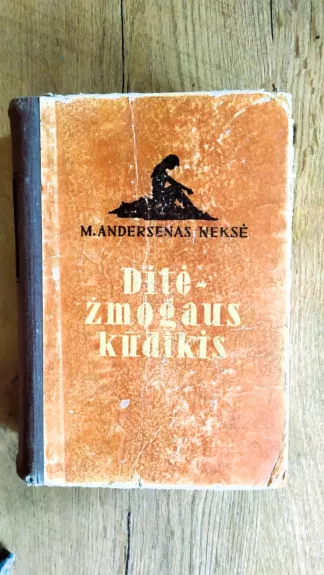 M. ANDERSENAS NEKSĖ
Ditė-
žmogaus
kūdikis